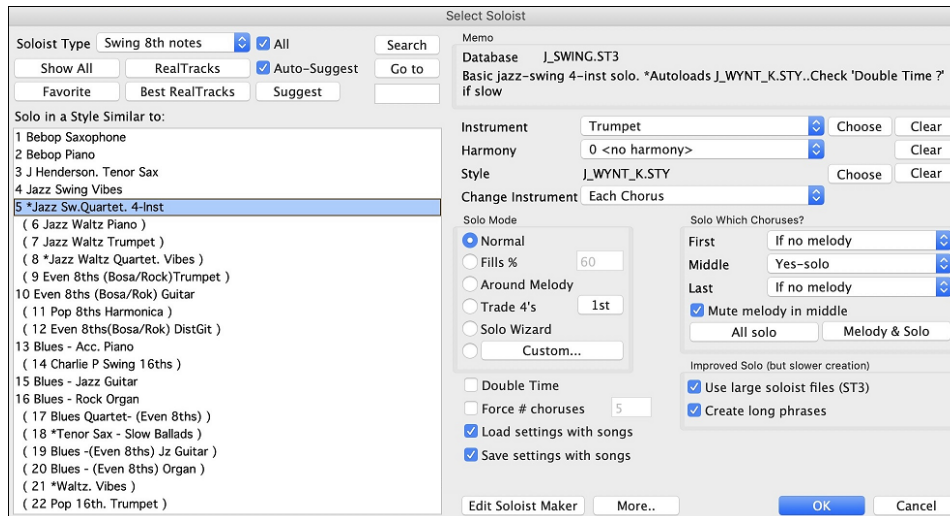 Select Soloist
Soloist Type Swing 8th notes All Search
Show All RealTracks Auto-Suggest Go to
Favorite Best RealTracks Suggest
Solo in a Style Similar to:
1 Bebop Saxophone
2 Bebop Piano
3 J Henderson. Tenor Sax
4 Jazz Swing Vibes
5 *Jazz Sw.Quartet. 4-Inst
( 6 Jazz Waltz Piano )
( 7 Jazz Waltz Trumpet )
( 8 *Jazz Waltz Quartet. Vibes )
( 9 Even 8ths (Bosa/Rock)Trumpet )
10 Even 8ths (Bosa/Rok) Guitar
( 11 Pop 8ths Harmonica )
( 12 Even 8ths(Bosa/Rok) DistGit )
13 Blues - Acc. Piano
( 14 Charlie P Swing 16ths )
15 Blues - Jazz Guitar
16 Blues - Rock Organ
( 17 Blues Quartet- (Even 8ths) )
( 18 *Tenor Sax - Slow Ballads )
( 19 Blues -(Even 8ths) Jz Guitar )
( 20 Blues - (Even 8ths) Organ )
( 21 *Waltz. Vibes )
( 22 Pop 16th. Trumpet )
Memo
Database J_SWING.ST3
Basic jazz-swing 4-inst solo. *Autoloads J_WYNT_K.STY..Check 'Double Time ?'
if slow
Instrument Trumpet Choose Clear
Harmony 0 <no harmony> Clear
Style J_WYNT_K.STY Choose Clear
Change Instrument Each Chorus
Solo Mode
Normal
Fills % 60
Around Melody
Trade 4's 1st
Solo Wizard
Custom...
Double Time
Force # choruses 5
Load settings with songs
Save settings with songs
Solo Which Choruses?
First If no melody
Middle Yes-solo
Last If no melody
Mute melody in middle
All solo Melody & Solo
Improved Solo (but slower creation)
Use large soloist files (ST3)
Create long phrases
Edit Soloist Maker More.. OK Cancel